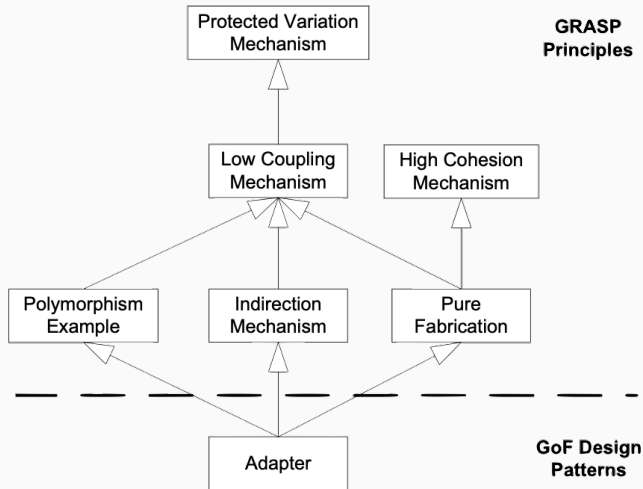 Protected Variation
Mechanism
GRASP
Principles
Low Coupling
Mechanism
High Cohesion
Mechanism
Polymorphism
Example
Indirection
Mechanism
Pure
Fabrication
Adapter
GoF Design
Patterns